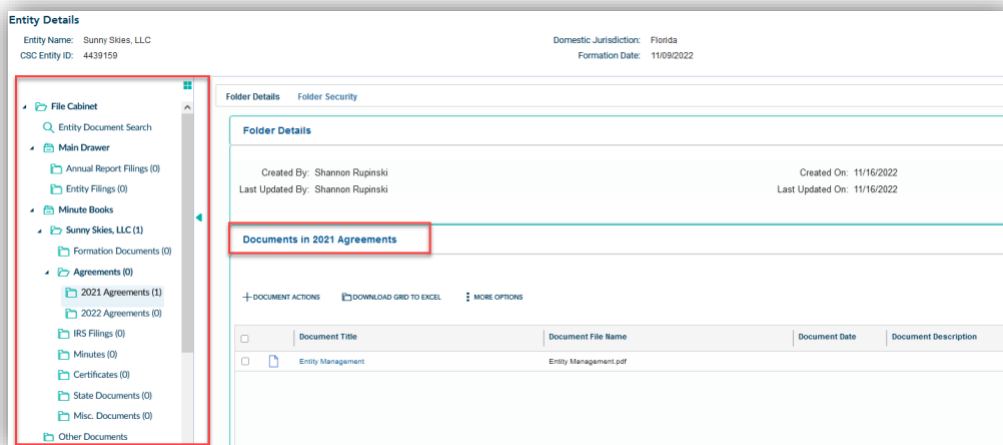 Entity Details
Entity Name: Sunny Skies, LLC
CSC Entity ID: 4439159
Domestic Jurisdiction: Florida
Formation Date: 11/09/2022
File Cabinet
Entity Document Search
Main Drawer
Annual Report Filings (0)
Entity Filings (0)
Minute Books
Sunny Skies, LLC (1)
Formation Documents (0)
Agreements (0)
2021 Agreements (1)
2022 Agreements (0)
IRS Filings (0)
Minutes (0)
Certificates (0)
State Documents (0)
Misc. Documents (0)
Other Documents
Folder Details Folder Security
Folder Details
Created By: Shannon Rupinski
Created On: 11/16/2022
Last Updated By: Shannon Rupinski
Last Updated On: 11/16/2022
Documents in 2021 Agreements
DOCUMENT ACTIONS DOWNLOAD GRID TO EXCEL MORE OPTIONS
Document Title Document File Name Document Date Document Description
Entity Management Entity Management.pdf